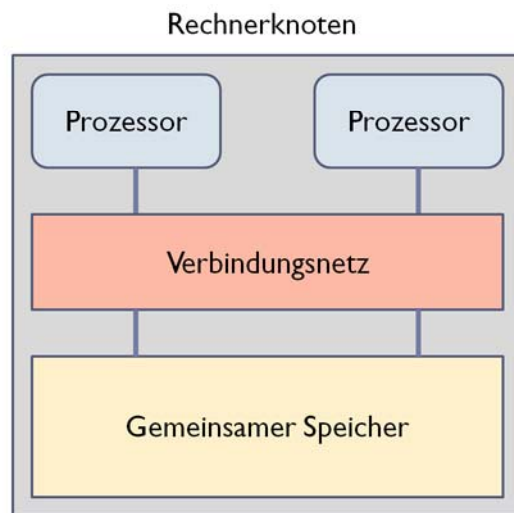 Rechnerknoten
Prozessor
Prozessor
Verbindungsnetz
Gemeinsamer Speicher